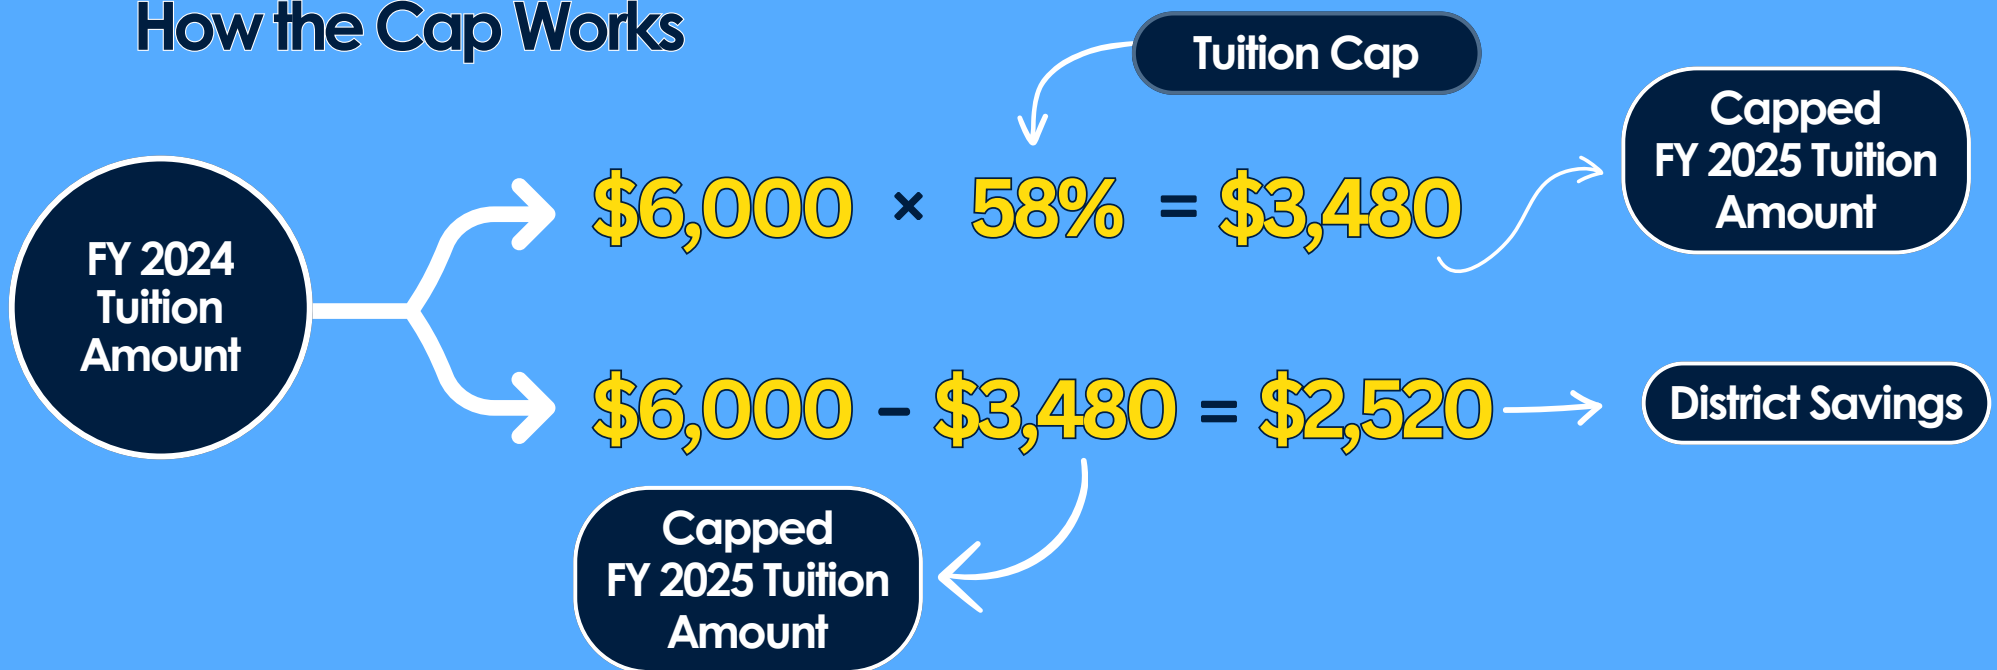 How the Cap Works
Tuition Cap
Capped
FY 2025 Tuition
Amount
$6,000 × 58% = $3,480
FY 2024
Tuition
Amount
$6,000 – $3,480 = $2,520
District Savings
Capped
FY 2025 Tuition
Amount